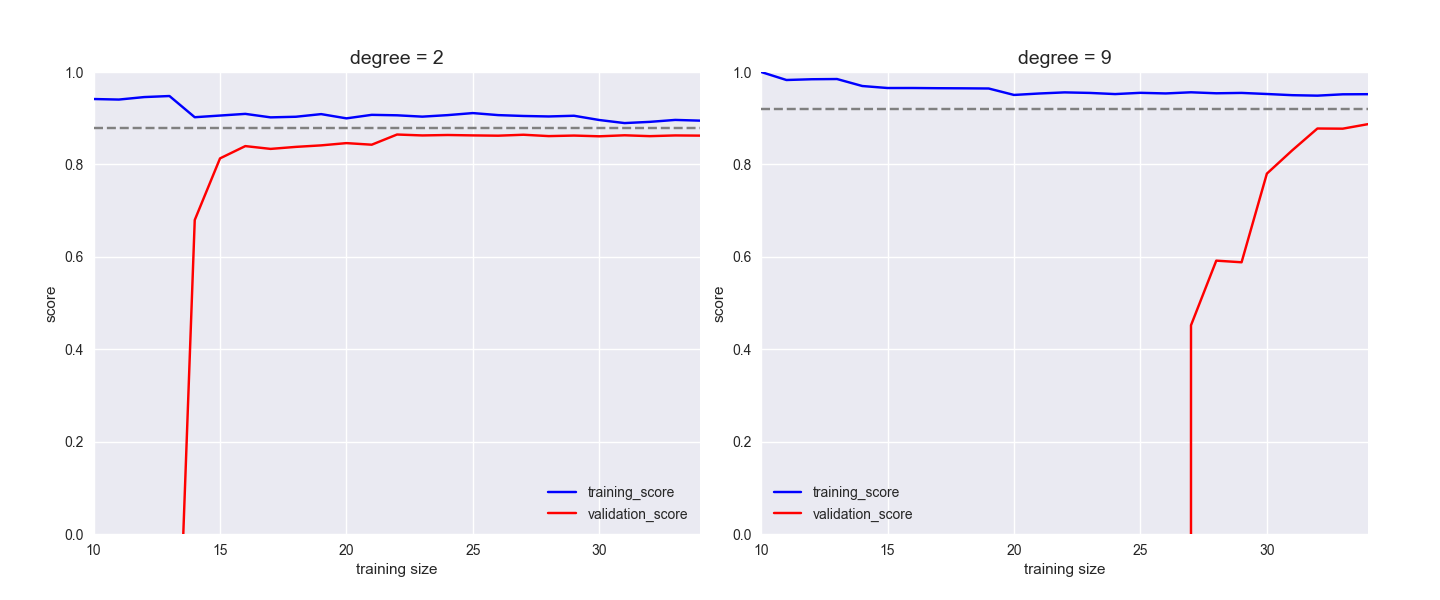 degree = 2
1.0
0.8
0.6
0.4
0.2
0.0
score
10
15
20
25
30
training size
training_score
validation_score
degree = 9
1.0
0.8
0.6
0.4
0.2
0.0
score
10
15
20
25
30
training size
training_score
validation_score